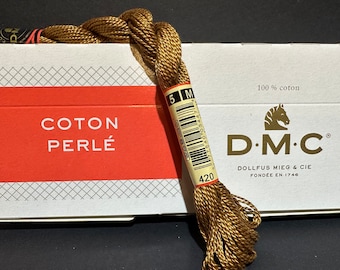 COTON
PERLÉ
5 M
420
100 % coton
D·M·C
DOLLFUS MIEG & CIE
FONDÉE EN 1746